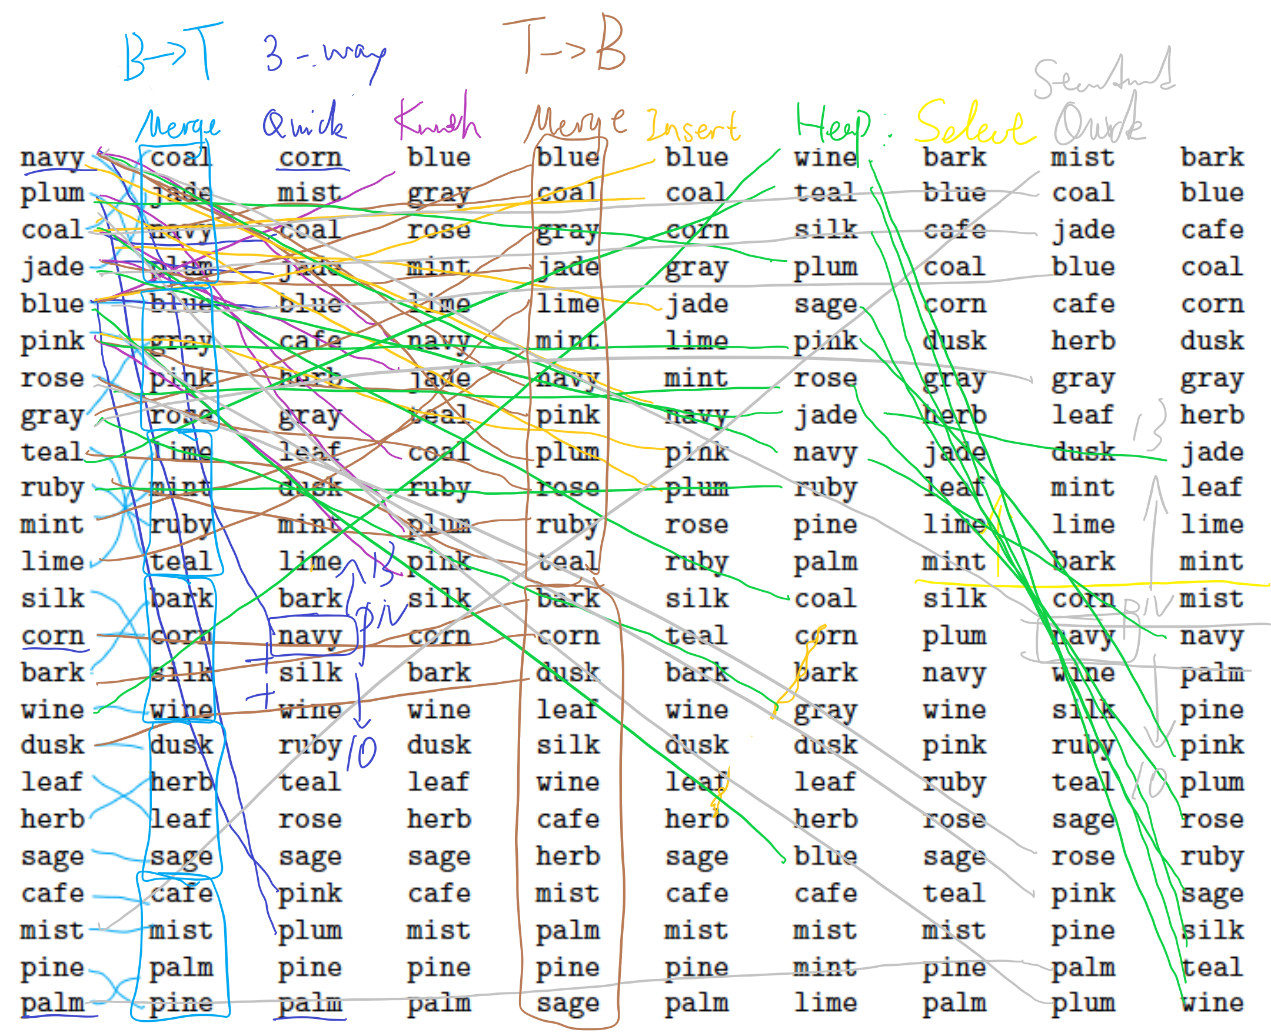 B→T 3-way T→B
Merge Quick Knuth Merge Insert Heap: Select Quick
navy coal corn blue blue blue wine bark mist bark
plum jade mist gray coal coal teal blue coal blue
coal navy coal rose gray corn silk cafe jade cafe
jade plum jade mint jade gray plum coal blue coal
blue blue blue lime lime jade sage corn cafe corn
pink gray cafe navy mint lime pink dusk herb dusk
rose pink herb jade navy mint rose gray gray gray
gray rose gray teal pink navy jade herb leaf herb 13
teal lime leaf coal plum pink navy jade dusk jade
ruby mint dusk ruby rose plum ruby leaf mint leaf
mint ruby mint plum ruby rose pine lime lime lime
lime teal lime 13 pink teal ruby palm mint bark mint
silk bark bark piv silk bark silk coal silk corn piv mist
corn corn navy corn corn teal corn plum navy navy
bark silk silk bark dusk bark bark navy wine palm
wine wine wine wine leaf wine gray wine silk pine
dusk dusk ruby 10 dusk silk dusk dusk pink ruby pink
leaf herb teal leaf wine leaf leaf ruby teal 10 plum
herb leaf rose herb cafe herb herb rose sage rose
sage sage sage sage herb sage blue sage rose ruby
cafe cafe pink cafe mist cafe cafe teal pink sage
mist mist plum mist palm mist mist mist pine silk
pine palm pine pine pine pine mint pine palm teal
palm pine palm palm sage palm lime palm plum wine